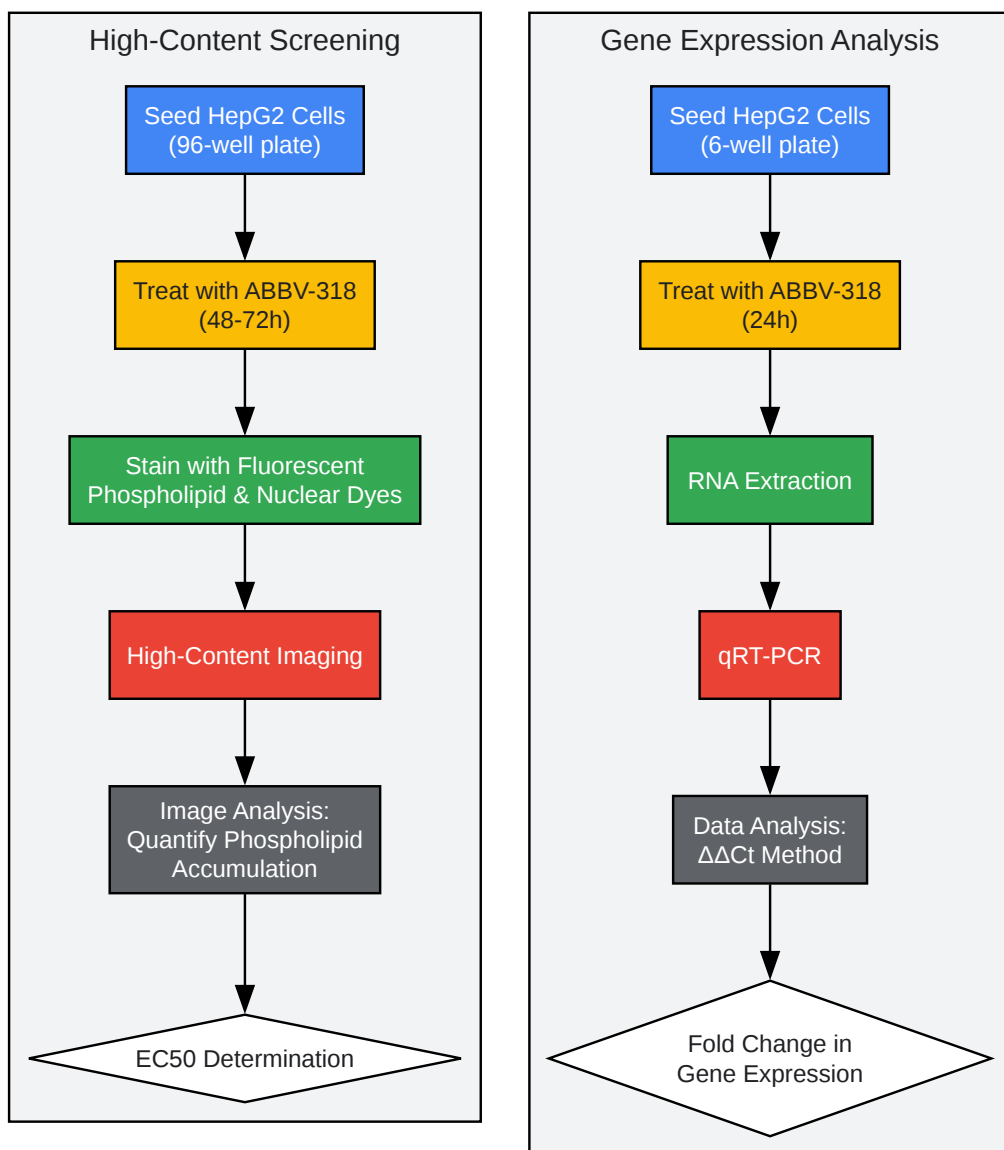 High-Content Screening
Seed HepG2 Cells
(96-well plate)
Treat with ABBV-318
(48-72h)
Stain with Fluorescent
Phospholipid & Nuclear Dyes
High-Content Imaging
Image Analysis:
Quantify Phospholipid
Accumulation
EC50 Determination
Gene Expression Analysis
Seed HepG2 Cells
(6-well plate)
Treat with ABBV-318
(24h)
RNA Extraction
qRT-PCR
Data Analysis:
ΔΔCt Method
Fold Change in
Gene Expression